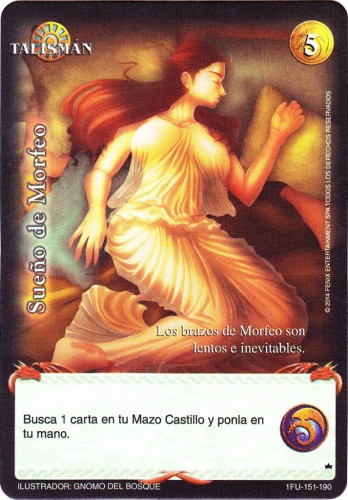 TALISMÁN
5
Sueño de Morfeo
© 2014 FENIX ENTERTAINMENT SPA TODOS LOS DERECHOS RESERVADOS
Los brazos de Morfeo son
lentos e inevitables.
Busca 1 carta en tu Mazo Castillo y ponla en
tu mano.
ILUSTRADOR: GNOMO DEL BOSQUE
1FU-151-190